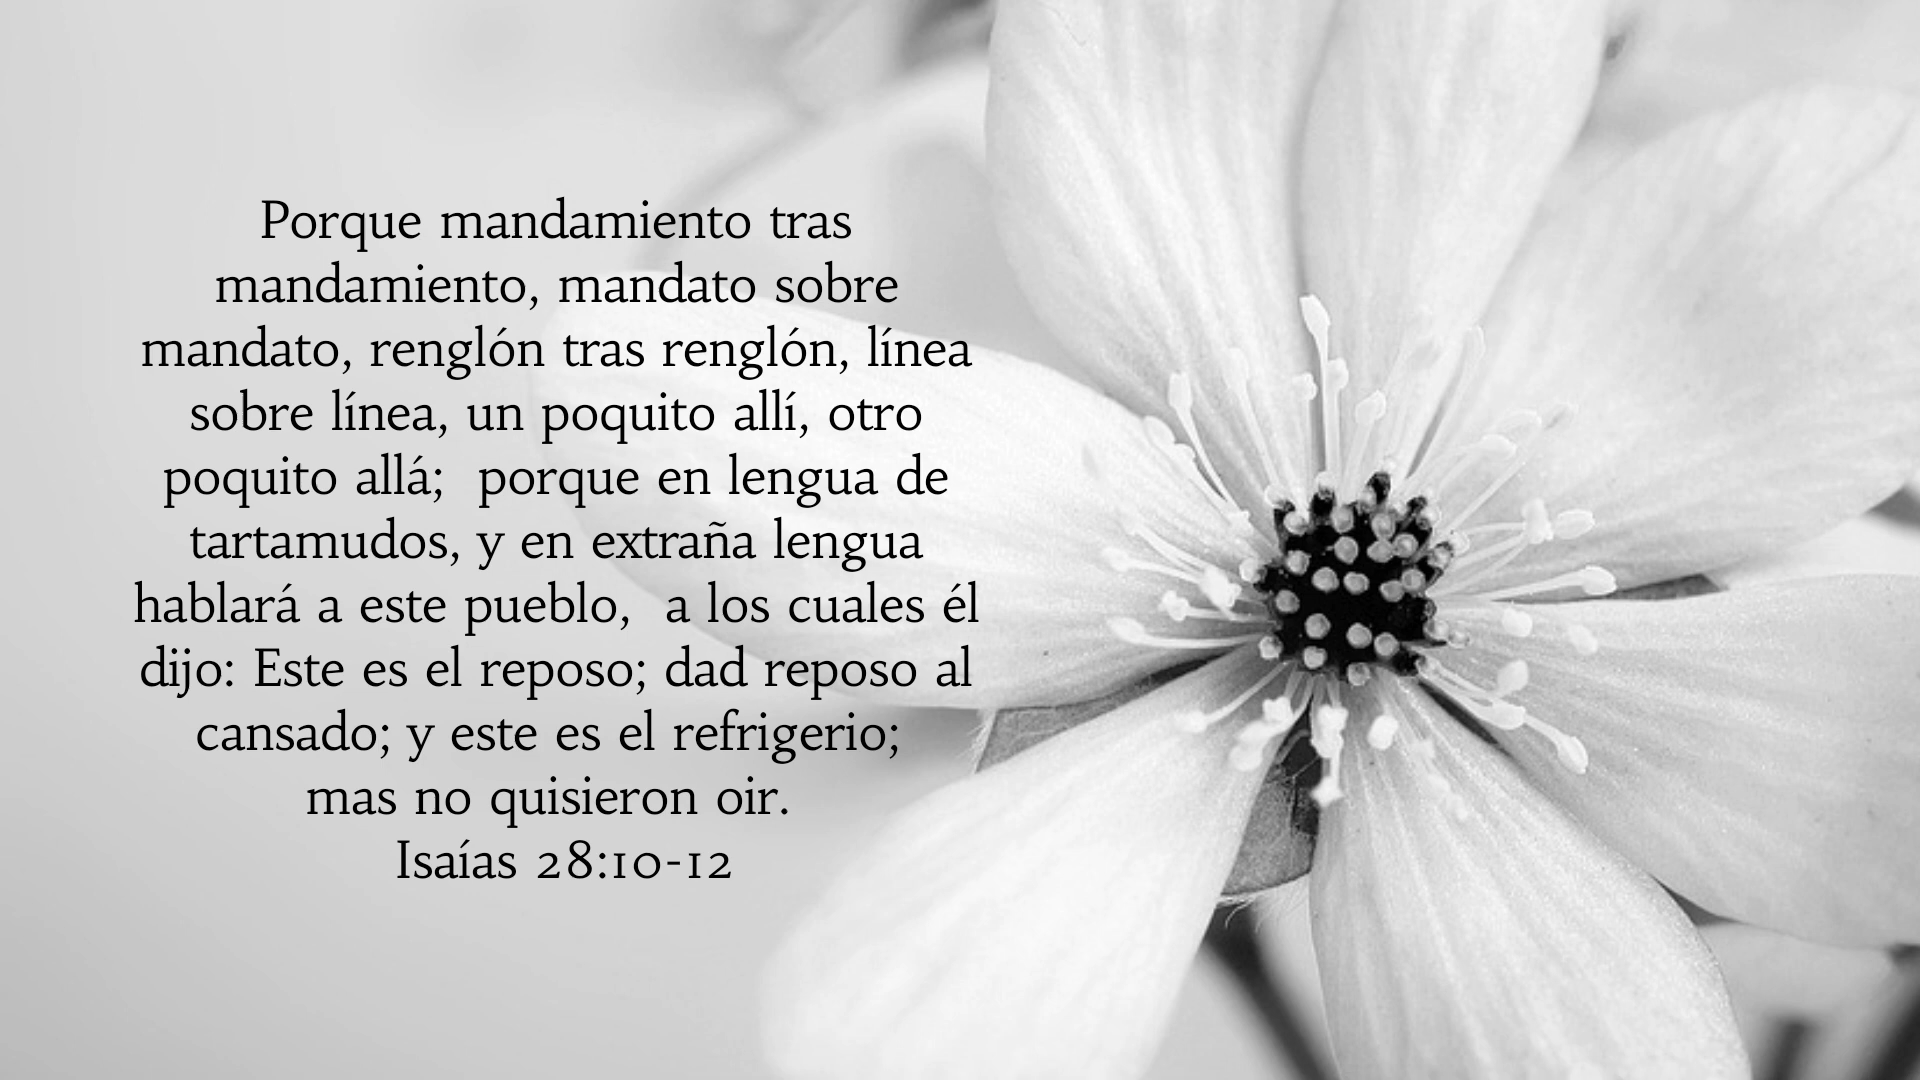 Porque mandamiento tras
mandamiento, mandato sobre
mandato, renglón tras renglón, línea
sobre línea, un poquito allí, otro
poquito allá;  porque en lengua de
tartamudos, y en extraña lengua
hablará a este pueblo,  a los cuales él
dijo: Este es el reposo; dad reposo al
cansado; y este es el refrigerio;
mas no quisieron oir.
Isaías 28:10-12